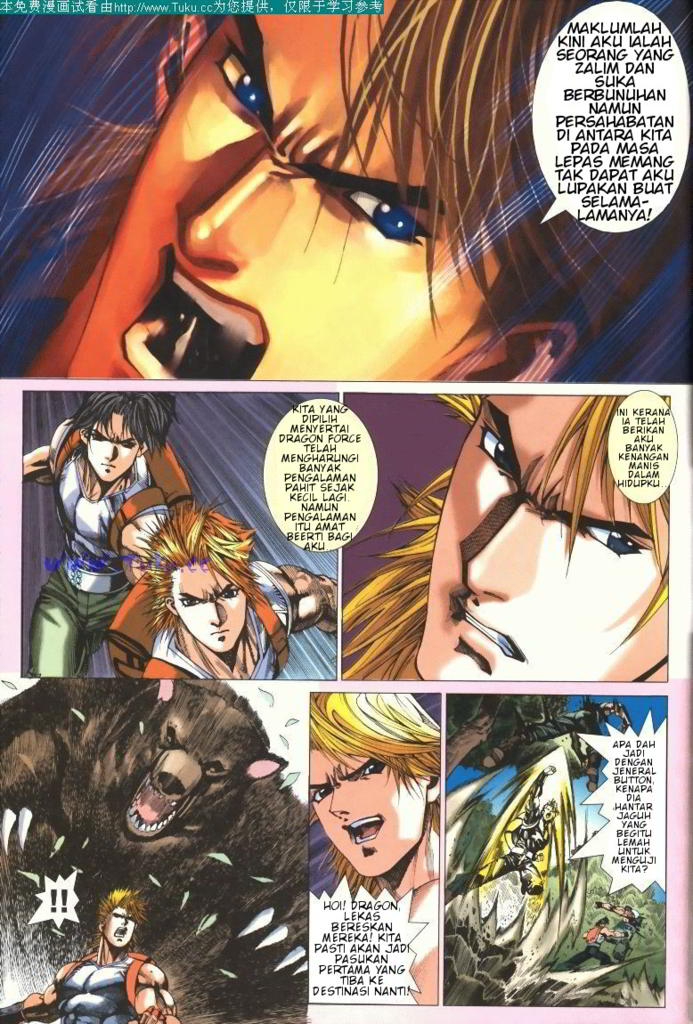 本免费漫画试看由http://www.Tuku.cc为您提供，仅限于学习参考
MAKLUMLAH
KINI AKU IALAH
SEORANG YANG
ZALIM DAN
SUKA
BERBUNUHAN
NAMUN
PERSAHABATAN
DI ANTARA KITA
PADA MASA
LEPAS MEMANG
TAK DAPAT AKU
LUPAKAN BUAT
SELAMA-
LAMANYA!
KITA YANG
DIPILIH
MENYERTAI
DRAGON FORCE
TELAH
MENGHARUNGI
BANYAK
PENGALAMAN
PAHIT SEJAK
KECIL LAGI.
NAMUN
PENGALAMAN
ITU AMAT
BEERTI BAGI
AKU
www.Tuku.cc
INI KERANA
IA TELAH
BERIKAN
AKU
BANYAK
KENANGAN
MANIS
DALAM
HIDUPKU...
!!
HOI! DRAGON,
LEKAS
BERESKAN
MEREKA! KITA
PASTI AKAN JADI
PASUKAN
PERTAMA YANG
TIBA KE
DESTINASI NANTI!
APA DAH
JADI
DENGAN
JENERAL
BUTTON,
KENAPA
DIA
HANTAR
JAGUH
YANG
BEGITU
LEMAH
UNTUK
MENGUJI
KITA?